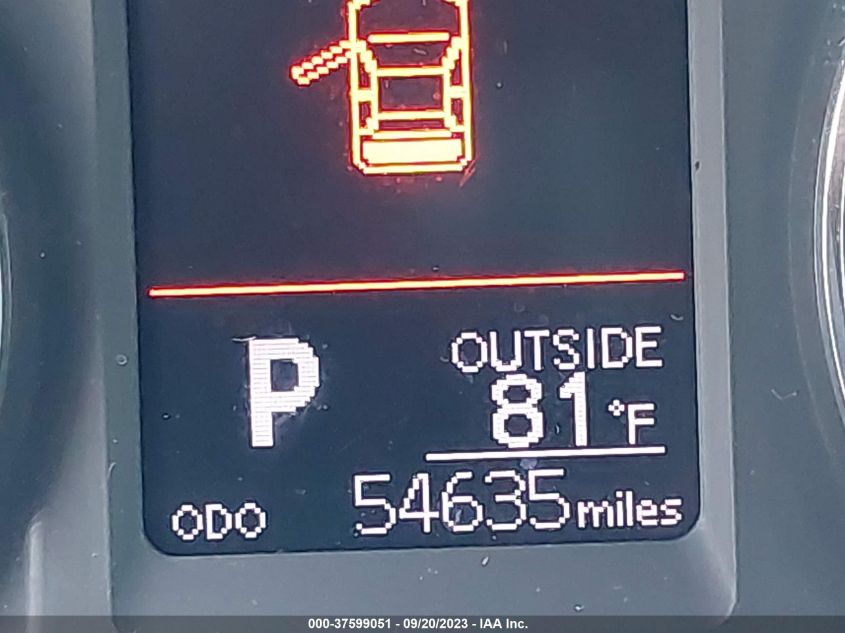 P
OUTSIDE
81°F
ODO 54635 miles
000-37599051 - 09/20/2023 - IAA Inc.